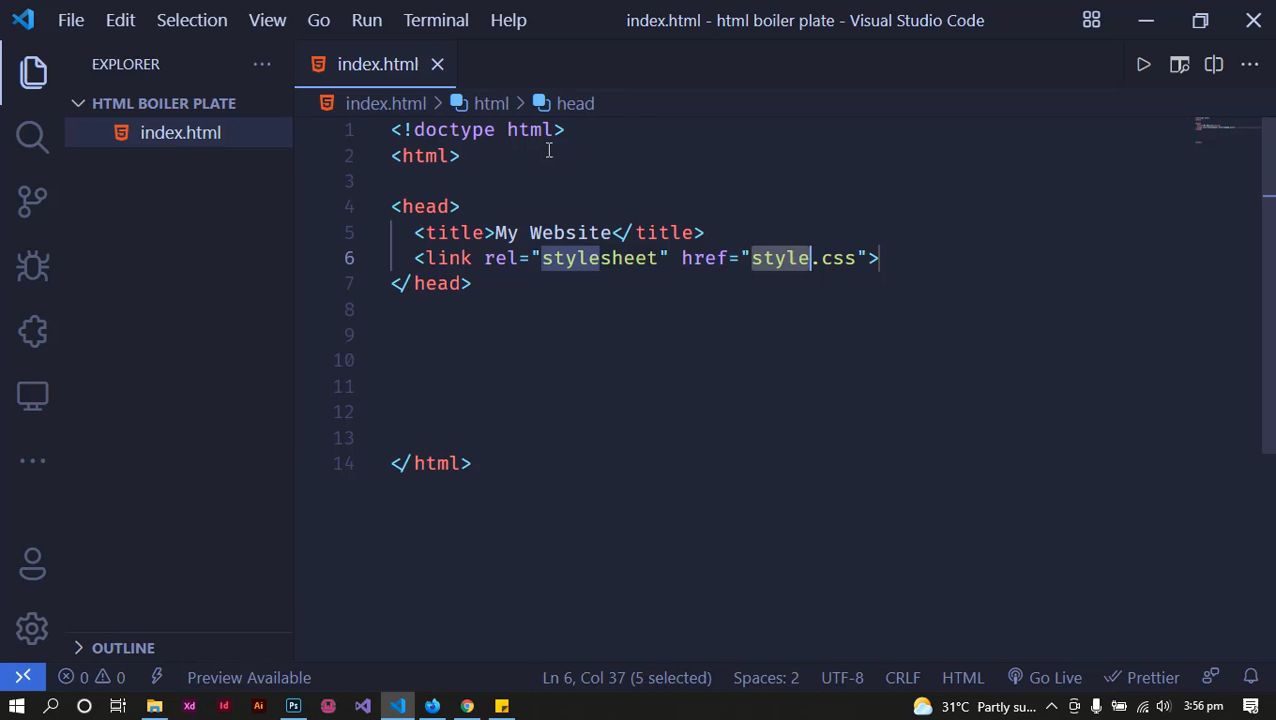 File Edit Selection View Go Run Terminal Help index.html - html boiler plate - Visual Studio Code
EXPLORER
HTML BOILER PLATE
index.html
index.html
index.html > html > head
1 <!doctype html>
2 <html>
3
4 <head>
5 <title>My Website</title>
6 <link rel="stylesheet" href="style.css">
7 </head>
8
9
10
11
12
13
14 </html>
OUTLINE
0 0 Preview Available Ln 6, Col 37 (5 selected) Spaces: 2 UTF-8 CRLF HTML Go Live Prettier
Xd Id Ai Ps 31°C Partly su... 3:56 pm